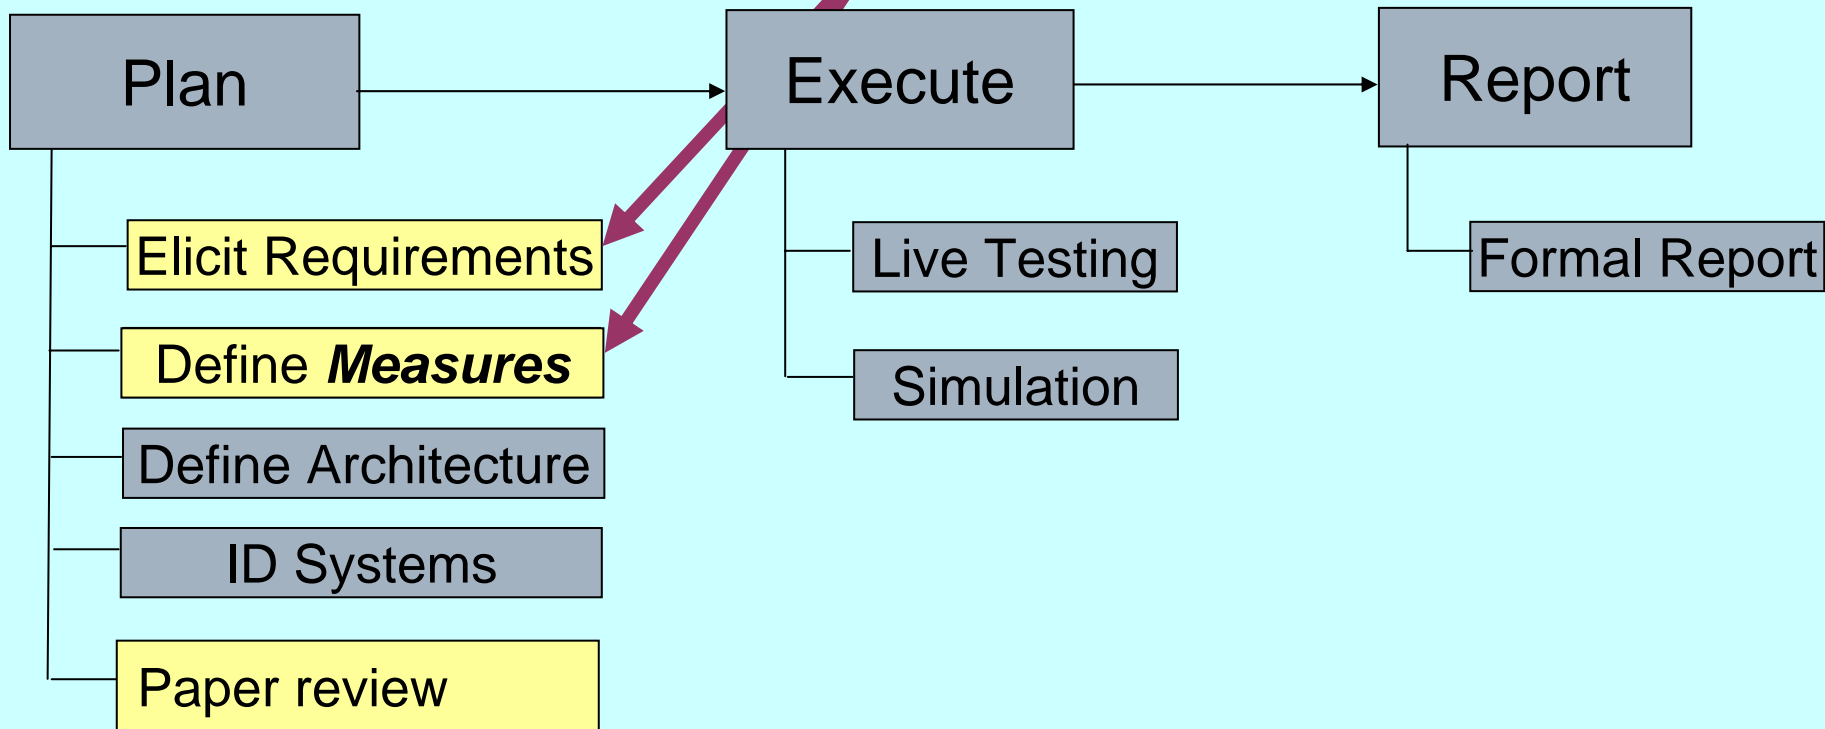 Plan
Execute
Report
Elicit Requirements
Define Measures
Define Architecture
ID Systems
Paper review
Live Testing
Simulation
Formal Report